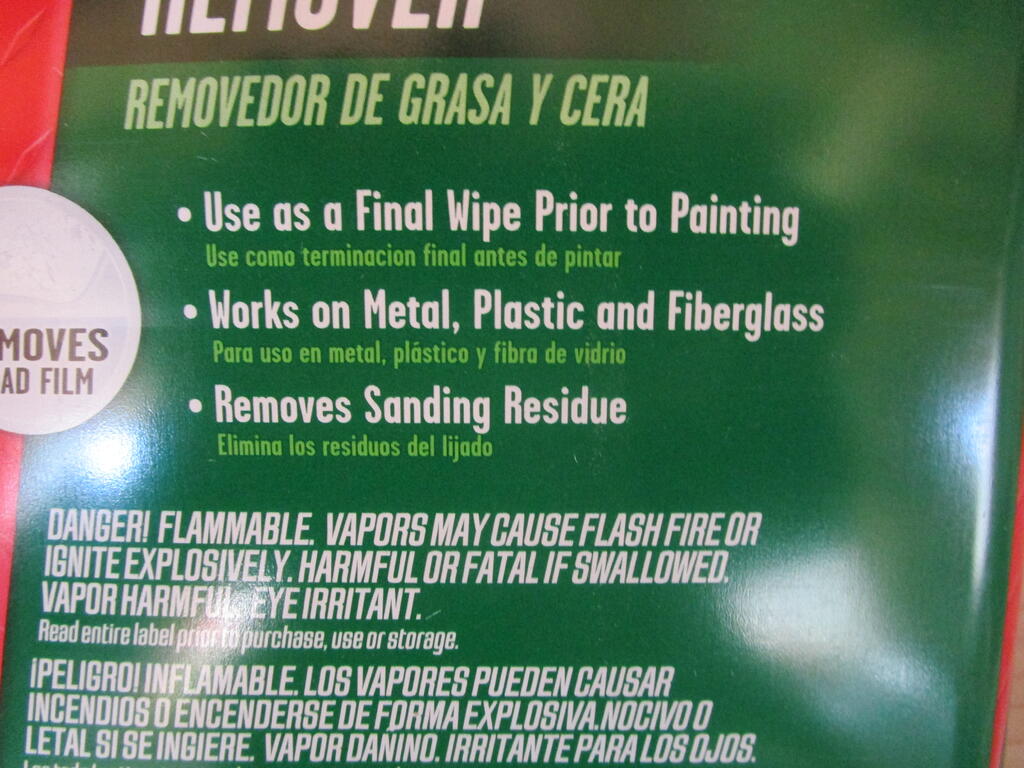 REMOVER
REMOVEDOR DE GRASA Y CERA
• Use as a Final Wipe Prior to Painting
Use como terminacion final antes de pintar
• Works on Metal, Plastic and Fiberglass
Para uso en metal, plástico y fibra de vidrio
MOVES
AD FILM
• Removes Sanding Residue
Elimina los residuos del lijado
DANGER! FLAMMABLE. VAPORS MAY CAUSE FLASH FIRE OR
IGNITE EXPLOSIVELY. HARMFUL OR FATAL IF SWALLOWED.
VAPOR HARMFUL. EYE IRRITANT.
Read entire label prior to purchase, use or storage.
¡PELIGRO! INFLAMABLE. LOS VAPORES PUEDEN CAUSAR
INCENDIOS O ENCENDERSE DE FORMA EXPLOSIVA.NOCIVO O
LETAL SI SE INGIERE. VAPOR DANINO. IRRITANTE PARA LOS OJOS.